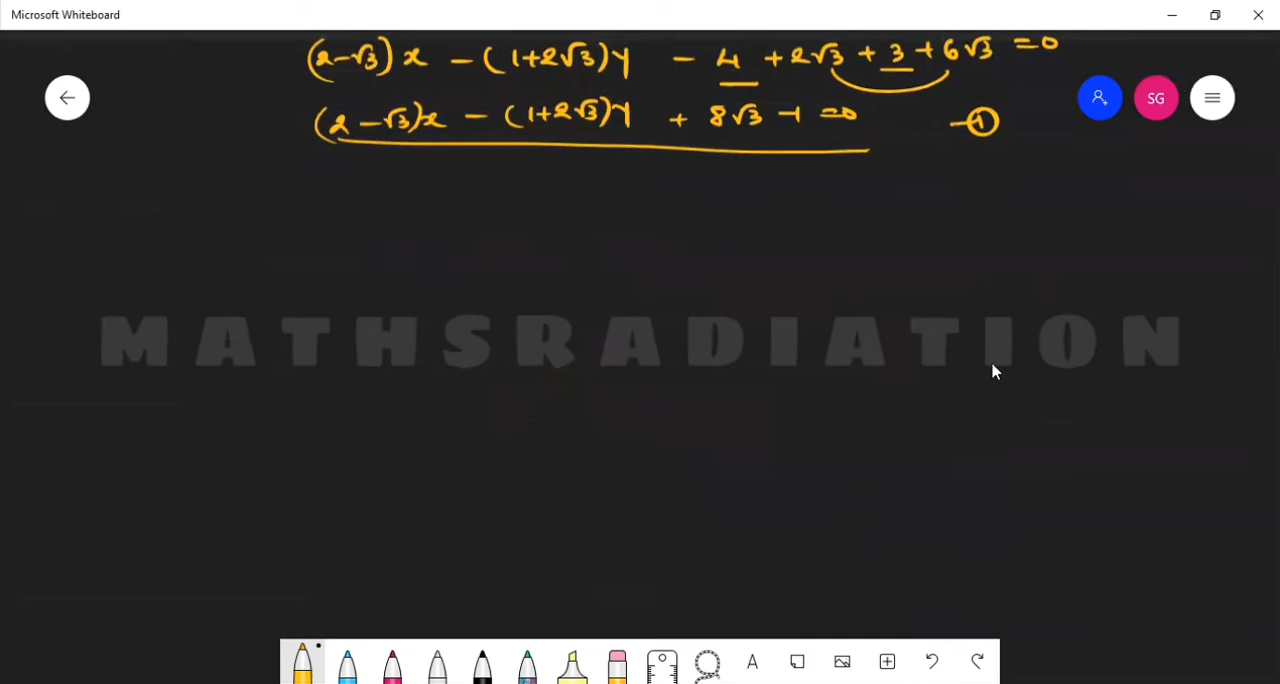 Microsoft Whiteboard
(2-√3)x - (1+2√3)y - 4 + 2√3 + 3 + 6√3 = 0
SG
(2-√3)x - (1+2√3)y + 8√3 - 1 = 0 -①
MATHSRADIATION
A